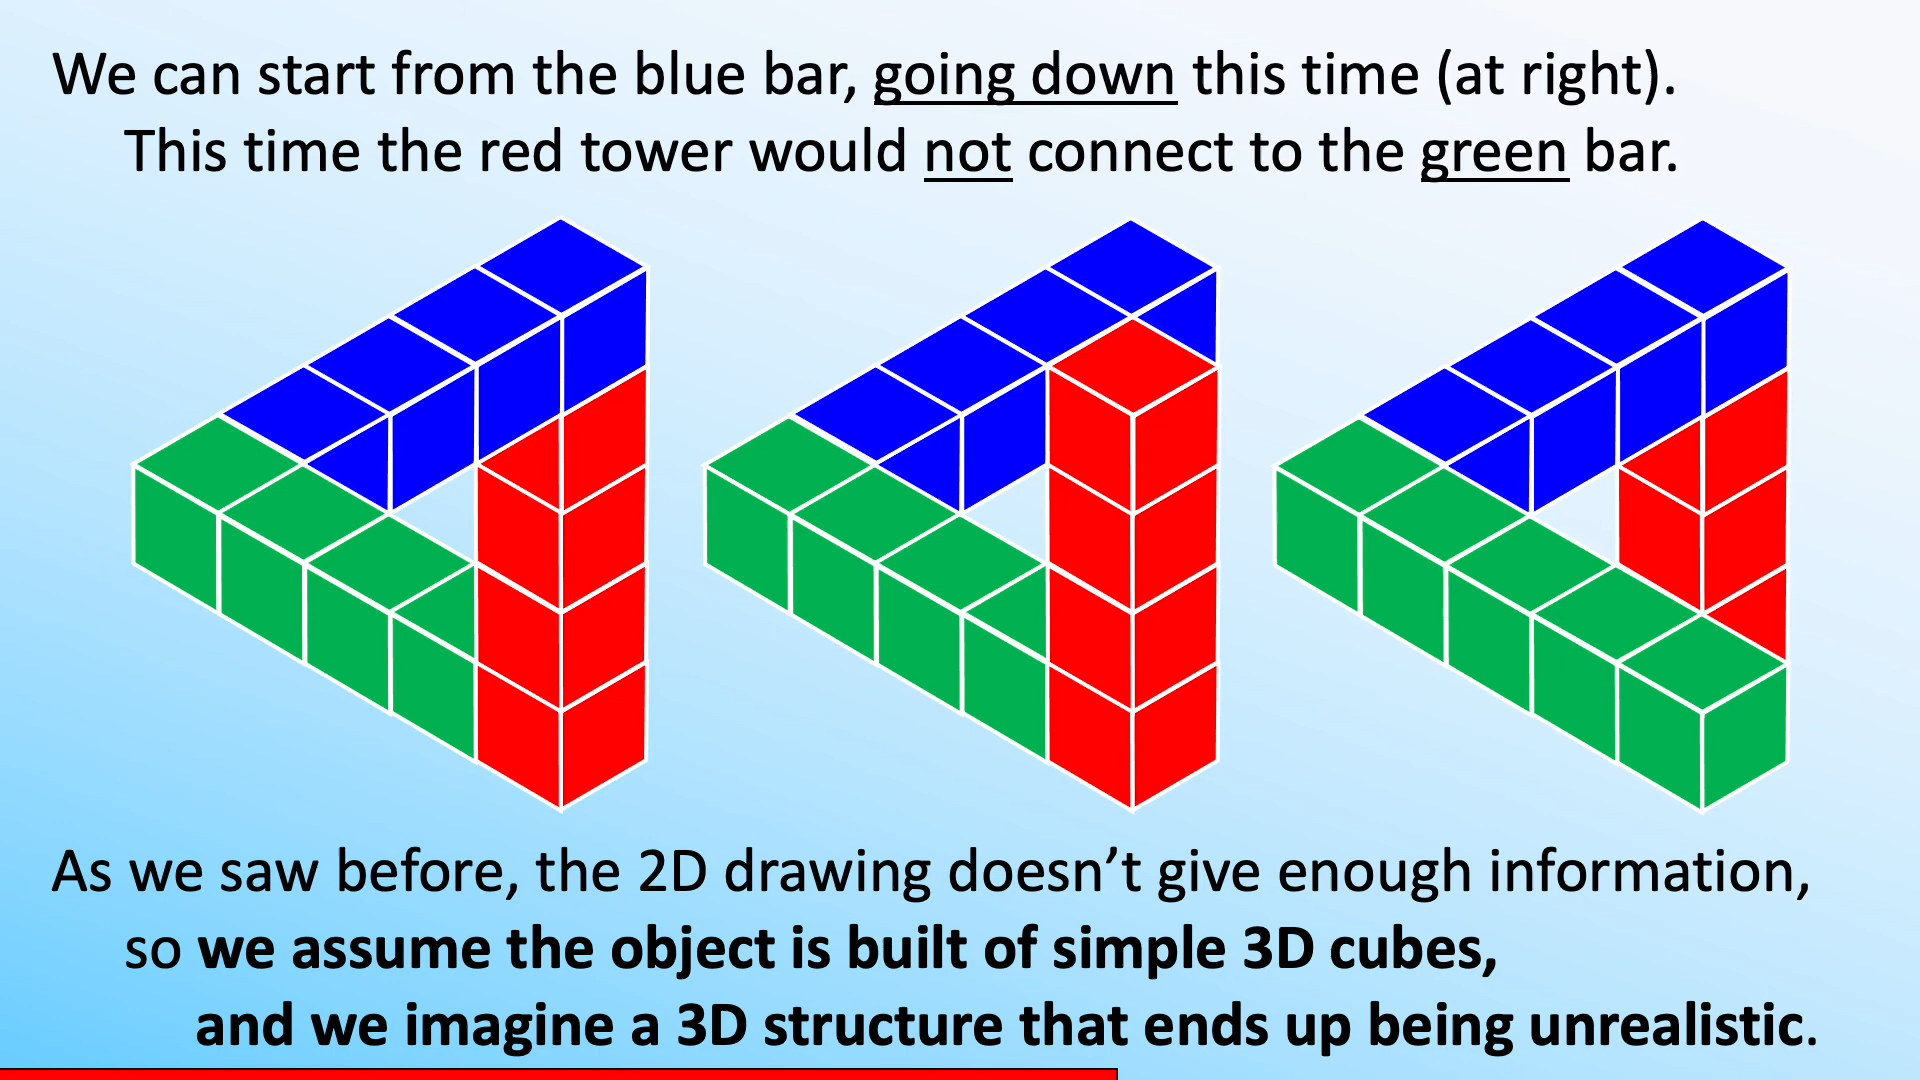 We can start from the blue bar, going down this time (at right).
This time the red tower would not connect to the green bar.
As we saw before, the 2D drawing doesn’t give enough information,
so we assume the object is built of simple 3D cubes,
and we imagine a 3D structure that ends up being unrealistic.